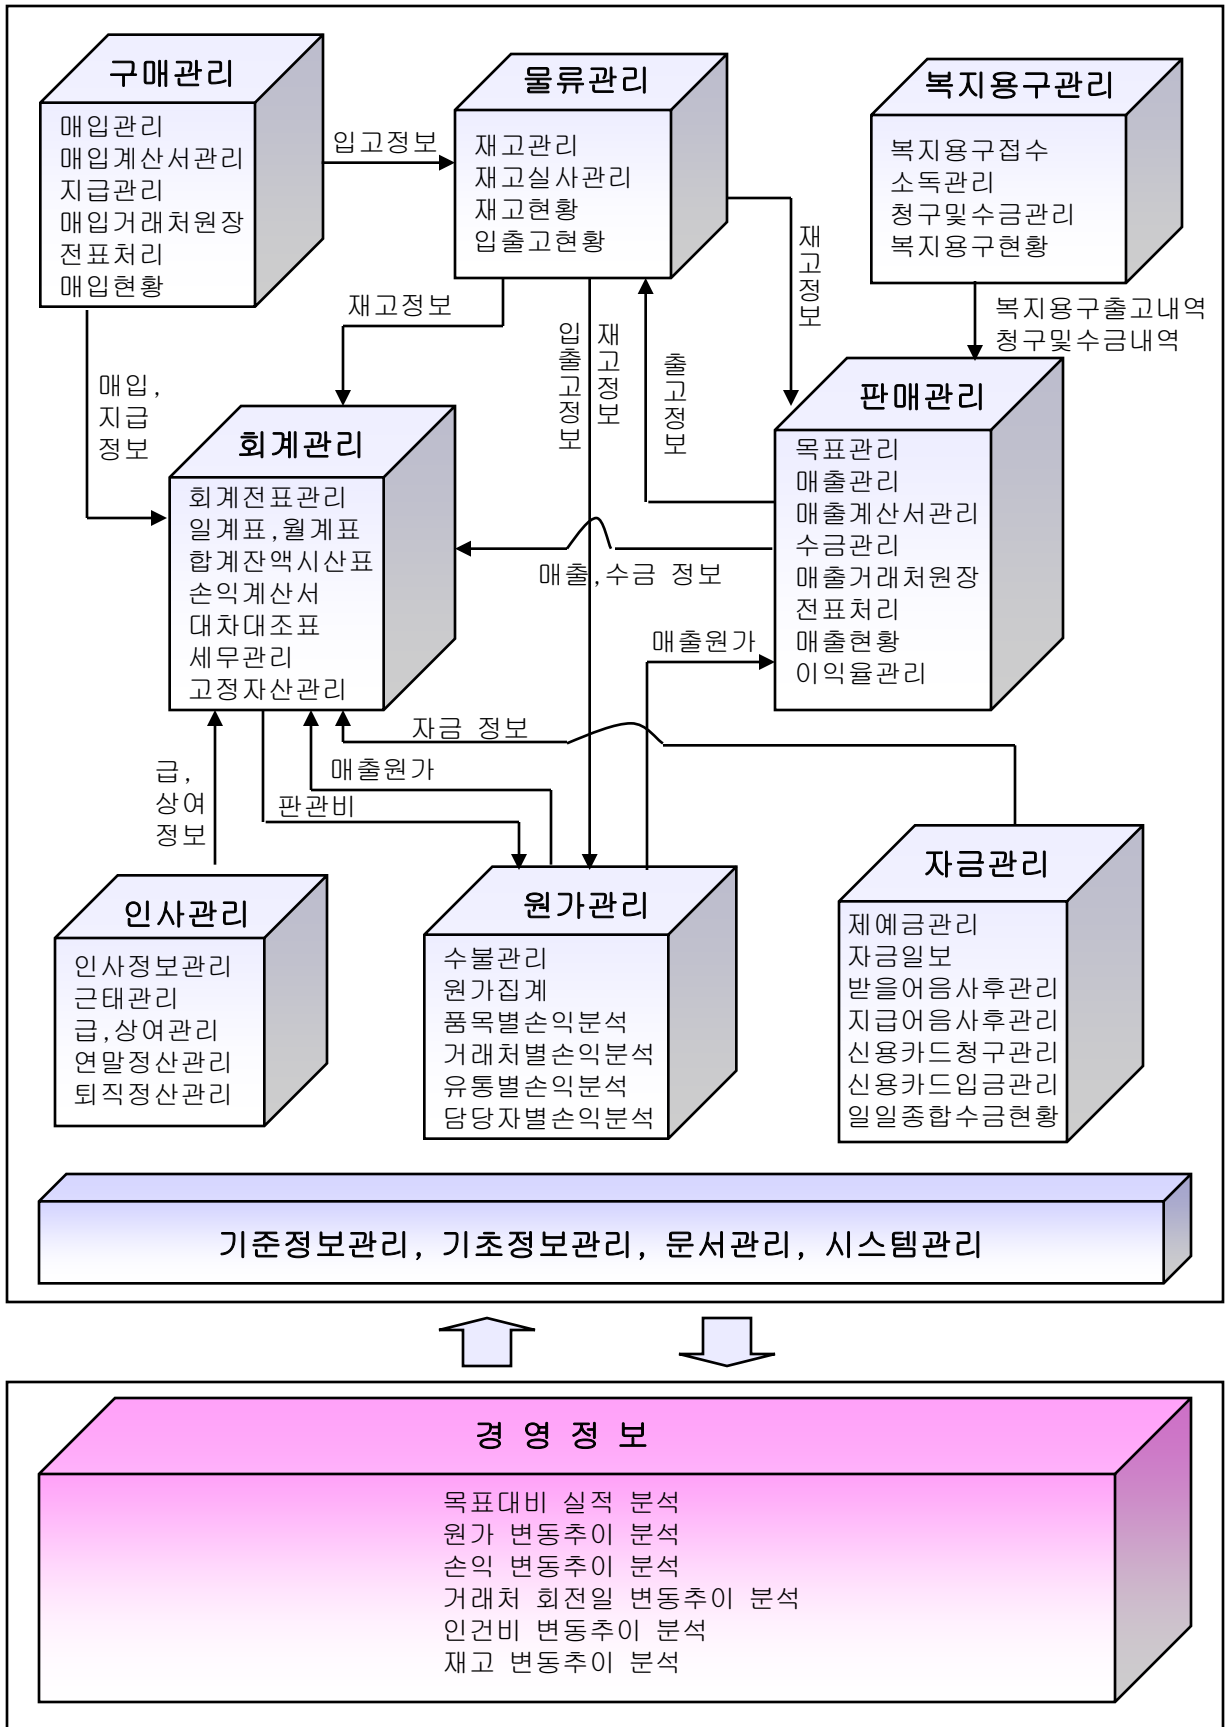 구매관리
매입관리
매입계산서관리
지급관리
매입거래처원장
전표처리
매입현황
입고정보
물류관리
재고관리
재고실사관리
재고현황
입출고현황
재고정보
복지용구관리
복지용구접수
소독관리
청구및수금관리
복지용구현황
복지용구출고내역
청구및수금내역
재고정보
입출고정보
재고정보
출고정보
매입,
지급
정보
회계관리
회계전표관리
일계표,월계표
합계잔액시산표
손익계산서
대차대조표
세무관리
고정자산관리
판매관리
목표관리
매출관리
매출계산서관리
수금관리
매출거래처원장
전표처리
매출현황
이익율관리
매출,수금 정보
매출원가
자금 정보
매출원가
판관비
급,
상여
정보
인사관리
인사정보관리
근태관리
급,상여관리
연말정산관리
퇴직정산관리
원가관리
수불관리
원가집계
품목별손익분석
거래처별손익분석
유통별손익분석
담당자별손익분석
자금관리
제예금관리
자금일보
받을어음사후관리
지급어음사후관리
신용카드청구관리
신용카드입금관리
일일종합수금현황
기준정보관리, 기초정보관리, 문서관리, 시스템관리
경 영 정 보
목표대비 실적 분석
원가 변동추이 분석
손익 변동추이 분석
거래처 회전일 변동추이 분석
인건비 변동추이 분석
재고 변동추이 분석